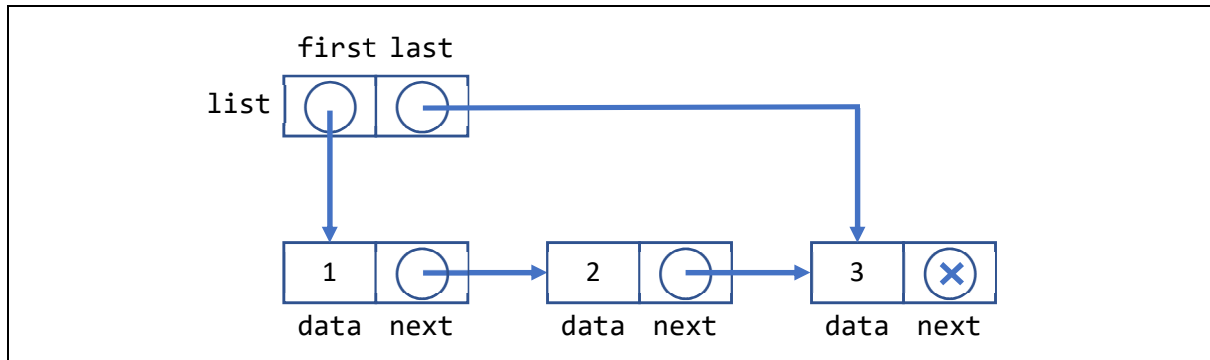 first last
list
1 2 3
data next data next data next